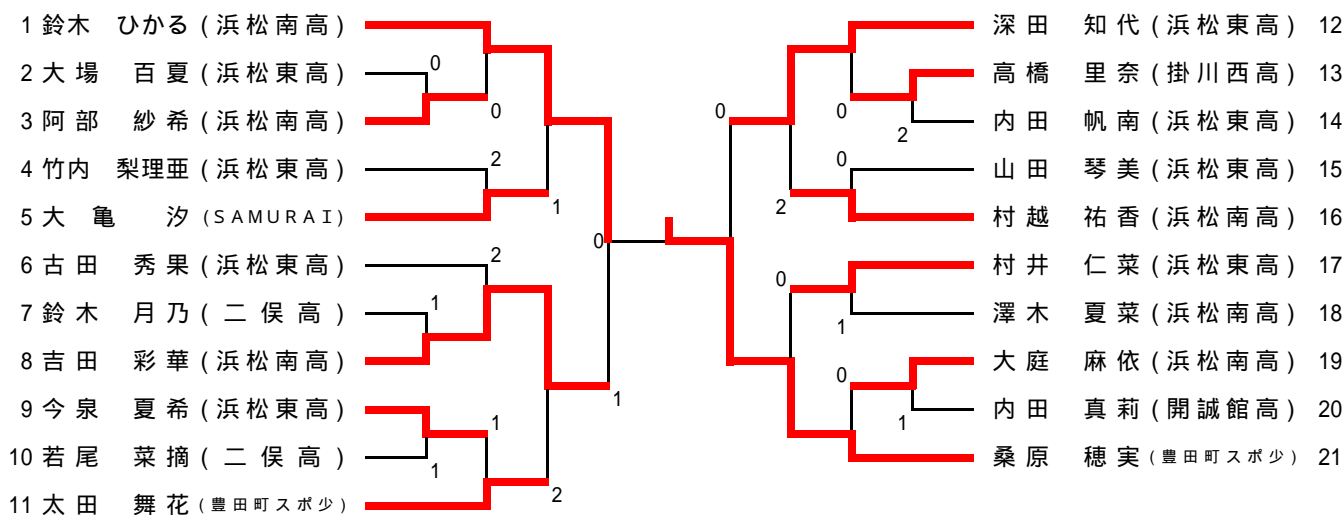 1 鈴木 ひかる (浜松南高)
2 大場 百夏 (浜松東高)
3 阿部 紗希 (浜松南高)
4 竹内 梨理亜 (浜松東高)
5 大亀 汐 (SAMURAI)
6 古田 秀果 (浜松東高)
7 鈴木 月乃 (二俣高)
8 吉田 彩華 (浜松南高)
9 今泉 夏希 (浜松東高)
10 若尾 菜摘 (二俣高)
11 太田 舞花 (豊田町スポ少)
0
0
2
1
0
2
1
1
1
1
2
0
0
2
0
2
0
1
0
1
深田 知代 (浜松東高) 12
高橋 里奈 (掛川西高) 13
内田 帆南 (浜松東高) 14
山田 琴美 (浜松東高) 15
村越 祐香 (浜松南高) 16
村井 仁菜 (浜松東高) 17
澤木 夏菜 (浜松南高) 18
大庭 麻依 (浜松南高) 19
内田 真莉 (開誠館高) 20
桑原 穂実 (豊田町スポ少) 21